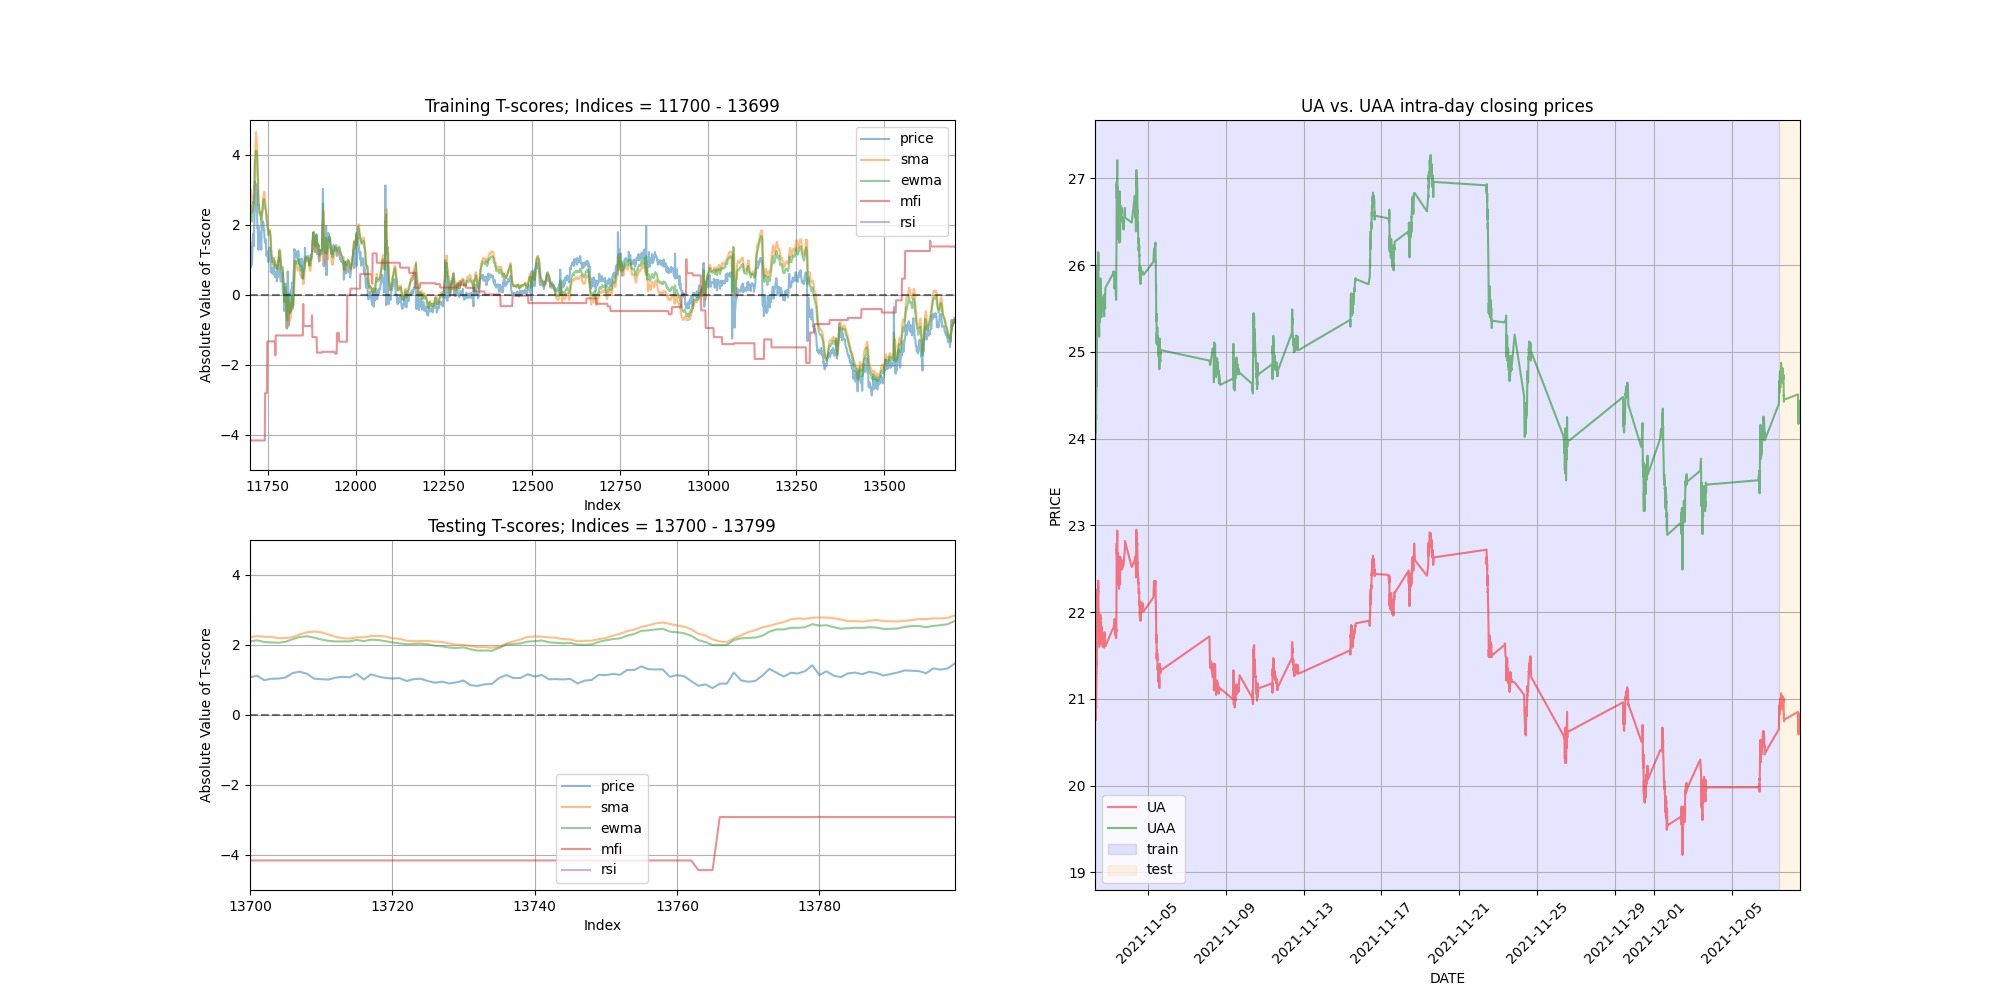 Training T-scores; Indices = 11700 - 13699
Absolute Value of T-score
4
2
0
−2
−4
price
sma
ewma
mfi
rsi
11750 12000 12250 12500 12750 13000 13250 13500
Index
Testing T-scores; Indices = 13700 - 13799
Absolute Value of T-score
4
2
0
−2
−4
price
sma
ewma
mfi
rsi
13700 13720 13740 13760 13780
Index
UA vs. UAA intra-day closing prices
PRICE
27
26
25
24
23
22
21
20
19
UA
UAA
train
test
2021-11-05 2021-11-09 2021-11-13 2021-11-17 2021-11-21 2021-11-25 2021-11-29 2021-12-01 2021-12-05
DATE